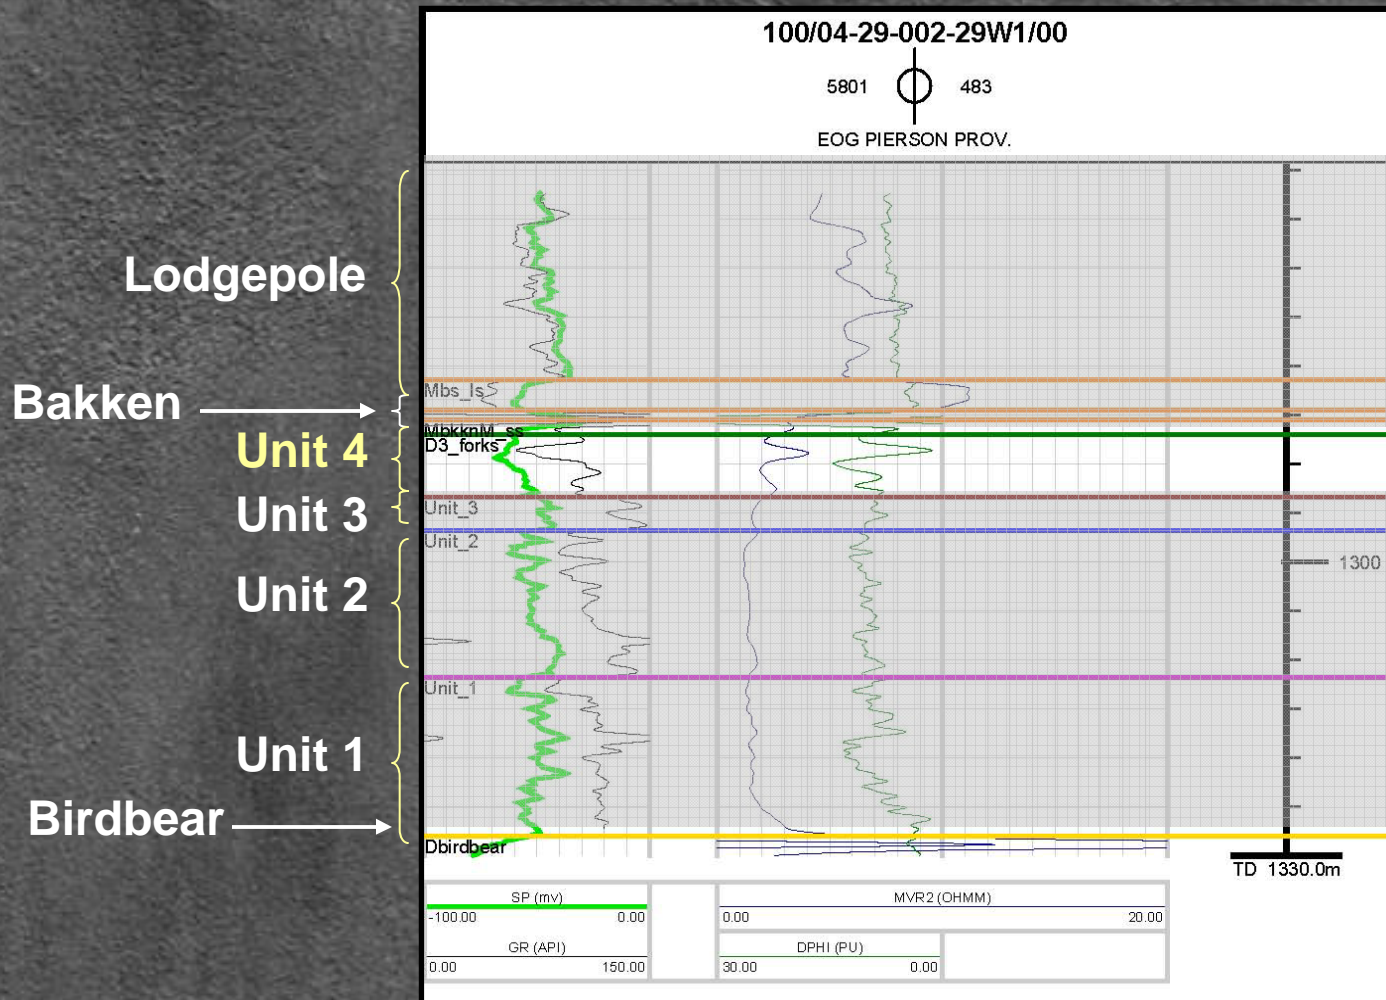 100/04-29-002-29W1/00
5801 483
EOG PIERSON PROV.
Lodgepole
Mbs_ls
Bakken
MbkknM_ss
D3_forks
Unit 4
Unit_3
Unit 3
Unit_2
1300
Unit 2
Unit_1
Unit 1
Birdbear
Dbirdbear
TD 1330.0m
SP (mv)
-100.00 0.00
MVR2 (OHMM)
0.00 20.00
GR (API)
0.00 150.00
DPHI (PU)
30.00 0.00